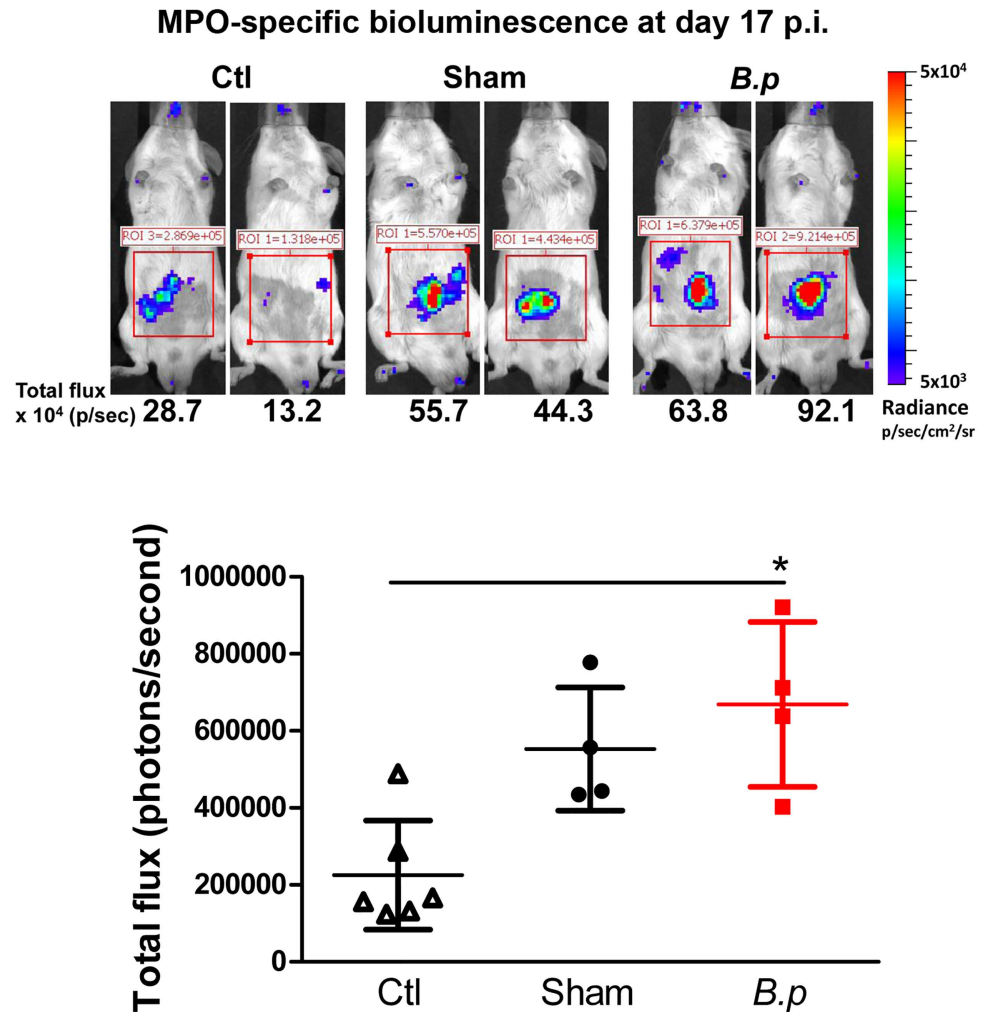 MPO-specific bioluminescence at day 17 p.i.
Ctl Sham B.p
5x10⁴
ROI 3=2.869e+05 ROI 1=1.318e+05 ROI 1=5.570e+05 ROI 1=4.434e+05 ROI 1=6.379e+05 ROI 2=9.214e+05
5x10³
Total flux
x 10⁴ (p/sec) 28.7 13.2 55.7 44.3 63.8 92.1
Radiance
p/sec/cm²/sr
Total flux (photons/second)
*
1000000
800000
600000
400000
200000
0
Ctl Sham B.p